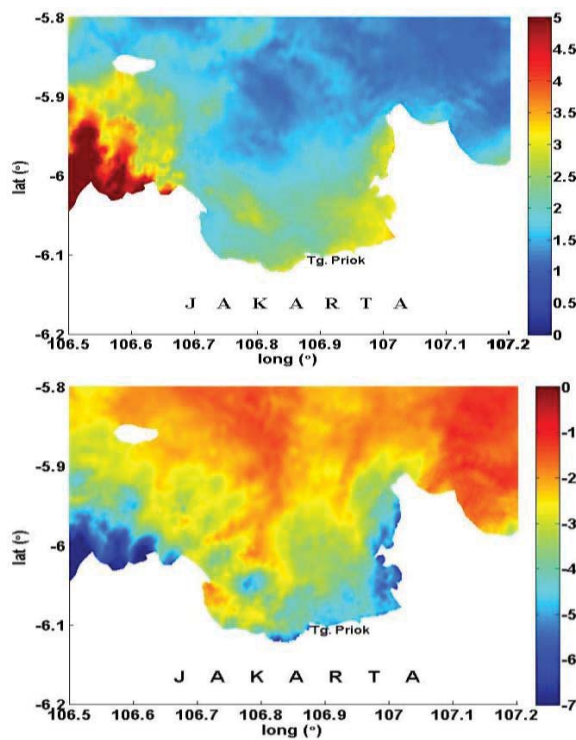 -5.8
5
4.5
-5.9
4
3.5
lat (º)
-6
3
2.5
2
-6.1
Tg. Priok
1.5
1
J A K A R T A
0.5
-6.2
0
106.5 106.6 106.7 106.8 106.9 107 107.1 107.2
long (º)
-5.8
0
-1
-5.9
-2
lat (º)
-3
-6
-4
-5
-6.1
Tg. Priok
-6
J A K A R T A
-6.2
-7
106.5 106.6 106.7 106.8 106.9 107 107.1 107.2
long (º)